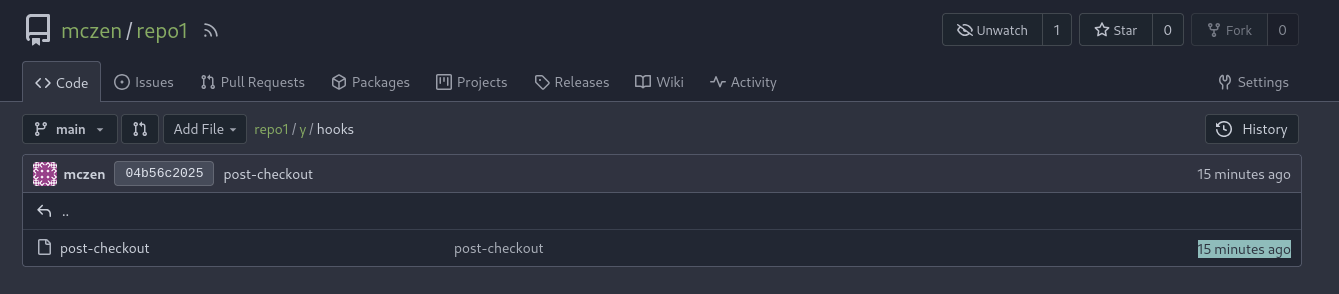 mczen / repo1 Unwatch 1 Star 0 Fork 0
Code Issues Pull Requests Packages Projects Releases Wiki Activity Settings
main Add File repo1 / y / hooks History
mczen 04b56c2025 post-checkout 15 minutes ago
..
post-checkout post-checkout 15 minutes ago